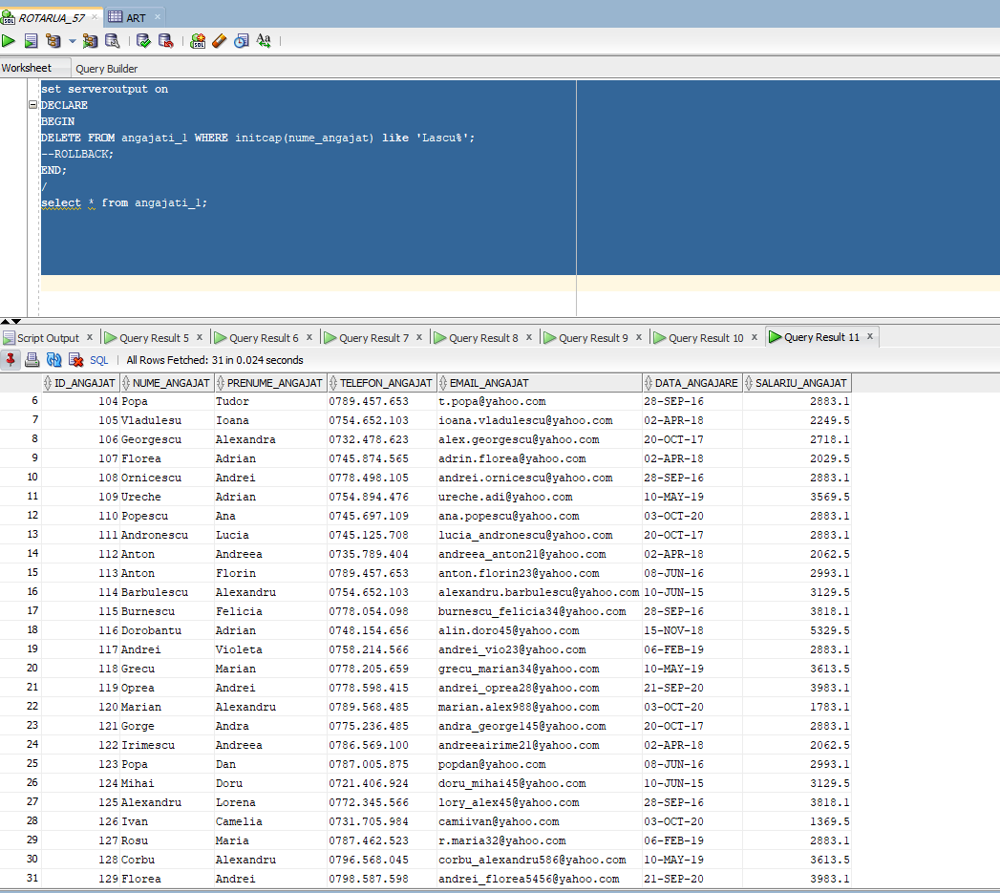 ROTARUA_57 ART
Worksheet Query Builder
set serveroutput on
DECLARE
BEGIN
DELETE FROM angajati_1 WHERE initcap(nume_angajat) like 'Lascu%';
--ROLLBACK;
END;
/
select * from angajati_1;
Script Output x Query Result 5 x Query Result 6 x Query Result 7 x Query Result 8 x Query Result 9 x Query Result 10 x Query Result 11 x
SQL | All Rows Fetched: 31 in 0.024 seconds
ID_ANGAJAT NUME_ANGAJAT PRENUME_ANGAJAT TELEFON_ANGAJAT EMAIL_ANGAJAT DATA_ANGAJARE SALARIU_ANGAJAT
6 104 Popa Tudor 0789.457.653 t.popa@yahoo.com 28-SEP-16 2883.1
7 105 Vladulesu Ioana 0754.652.103 ioana.vladulescu@yahoo.com 02-APR-18 2249.5
8 106 Georgescu Alexandra 0732.478.623 alex.georgescu@yahoo.com 20-OCT-17 2718.1
9 107 Florea Adrian 0745.874.565 adrin.florea@yahoo.com 02-APR-18 2029.5
10 108 Ornicescu Andrei 0778.498.105 andrei.ornicescu@yahoo.com 28-SEP-16 2883.1
11 109 Ureche Adrian 0754.894.476 ureche.adi@yahoo.com 10-MAY-19 3569.5
12 110 Popescu Ana 0745.697.109 ana.popescu@yahoo.com 03-OCT-20 2883.1
13 111 Andronescu Lucia 0745.125.708 lucia_andronescu@yahoo.com 20-OCT-17 2883.1
14 112 Anton Andreea 0735.789.404 andreea_anton21@yahoo.com 02-APR-18 2062.5
15 113 Anton Florin 0789.457.653 anton.florin23@yahoo.com 08-JUN-16 2993.1
16 114 Barbulescu Alexandru 0754.652.103 alexandru.barbulescu@yahoo.com 10-JUN-15 3129.5
17 115 Burnescu Felicia 0778.054.098 burnescu_felicia34@yahoo.com 28-SEP-16 3818.1
18 116 Dorobantu Adrian 0748.154.656 alin.doro45@yahoo.com 15-NOV-18 5329.5
19 117 Andrei Violeta 0758.214.566 andrei_vio23@yahoo.com 06-FEB-19 2883.1
20 118 Grecu Marian 0778.205.659 grecu_marian34@yahoo.com 10-MAY-19 3613.5
21 119 Oprea Andrei 0778.598.415 andrei_oprea28@yahoo.com 21-SEP-20 3983.1
22 120 Marian Alexandru 0789.568.485 marian.alex988@yahoo.com 03-OCT-20 1783.1
23 121 Gorge Andra 0775.236.485 andra_george145@yahoo.com 20-OCT-17 2883.1
24 122 Irimescu Andreea 0786.569.100 andreeairime21@yahoo.com 02-APR-18 2062.5
25 123 Popa Dan 0787.005.875 popdan@yahoo.com 08-JUN-16 2993.1
26 124 Mihai Doru 0721.406.924 doru_mihai45@yahoo.com 10-JUN-15 3129.5
27 125 Alexandru Lorena 0772.345.566 lory_alex45@yahoo.com 28-SEP-16 3818.1
28 126 Ivan Camelia 0731.705.984 camiivan@yahoo.com 03-OCT-20 1369.5
29 127 Rosu Maria 0787.462.523 r.maria32@yahoo.com 06-FEB-19 2883.1
30 128 Corbu Alexandru 0796.568.045 corbu_alexandru586@yahoo.com 10-MAY-19 3613.5
31 129 Florea Andrei 0798.587.598 andrei_florea5456@yahoo.com 21-SEP-20 3983.1